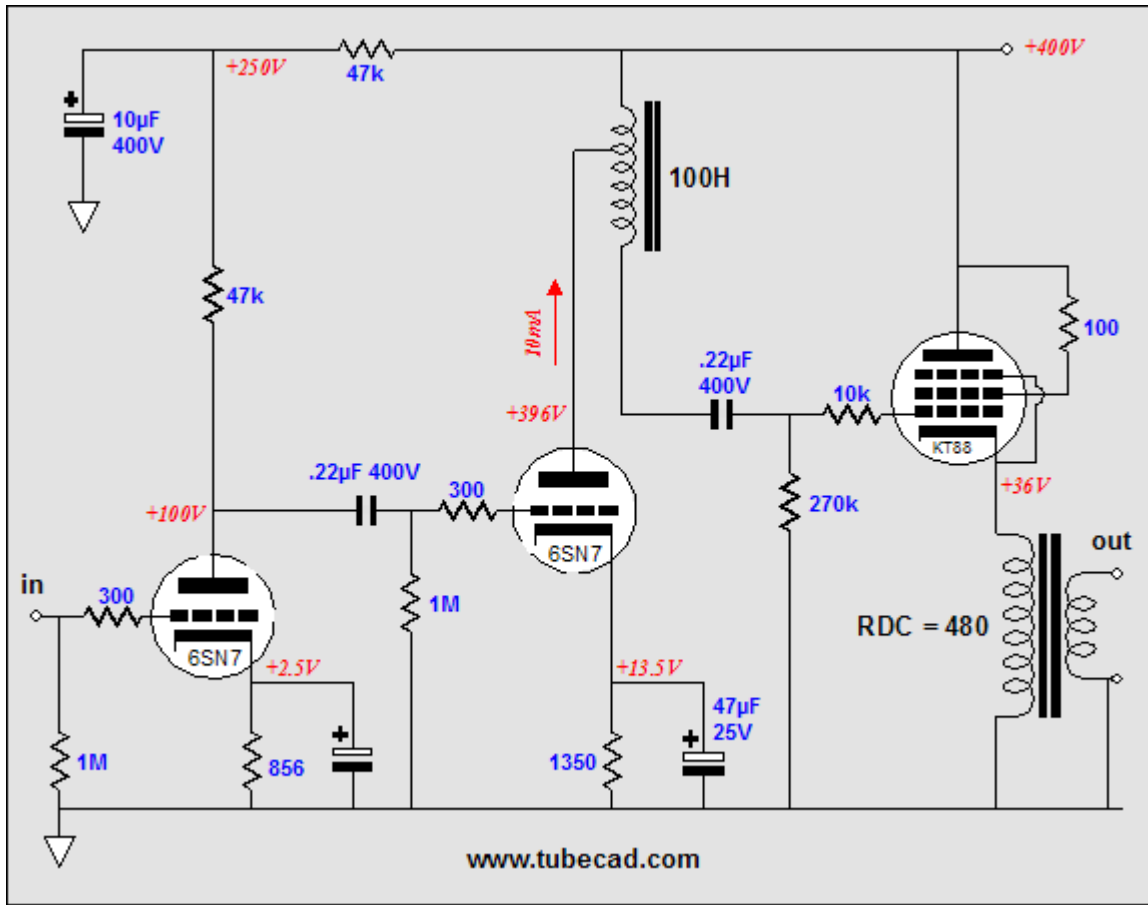 +250V
47k
+400V
10µF
400V
100H
47k
10mA
100
.22µF
400V
10k
+396V
KT88
.22µF 400V
300
+36V
270k
+100V
6SN7
out
in
300
1M
RDC = 480
6SN7
+2.5V
+13.5V
47µF
25V
1M
856
1350
www.tubecad.com